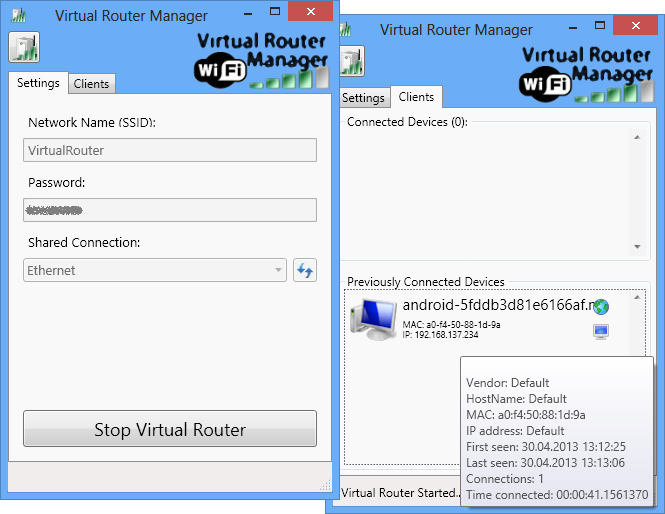 Virtual Router Manager
Virtual Router
WiFi Manager
Settings
Clients
Network Name (SSID):
VirtualRouter
Password:
Shared Connection:
Ethernet
Stop Virtual Router
Virtual Router Manager
Virtual Router
WiFi Manager
Settings
Clients
Connected Devices (0):
Previously Connected Devices
android-5fddb3d81e6166af.m
MAC: a0-f4-50-88-1d-9a
IP: 192.168.137.234
Vendor: Default
HostName: Default
MAC: a0:f4:50:88:1d:9a
IP address: Default
First seen: 30.04.2013 13:12:25
Last seen: 30.04.2013 13:13:06
Connections: 1
Time connected: 00:00:41.1561370
Virtual Router Started..